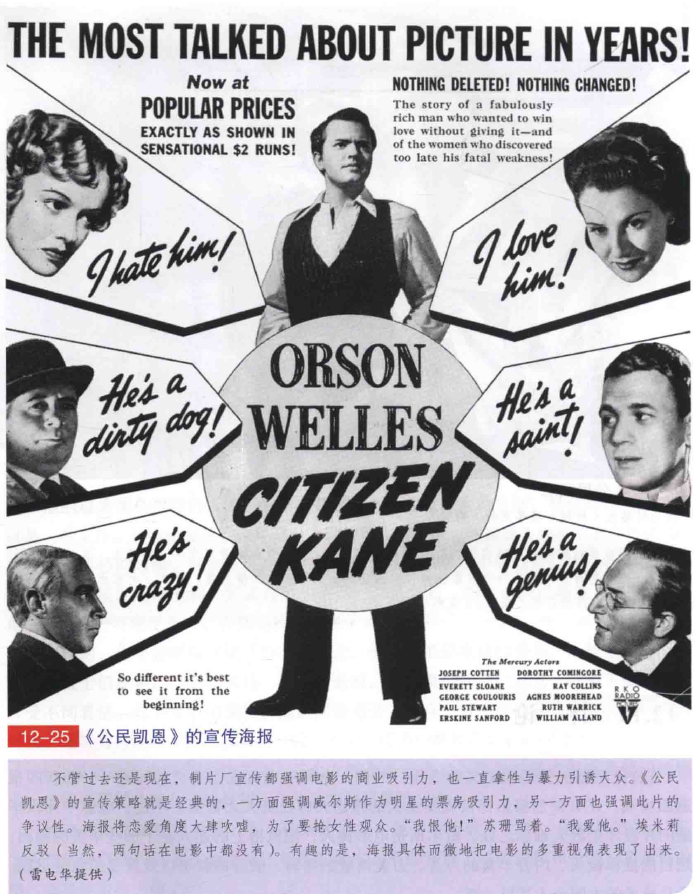 THE MOST TALKED ABOUT PICTURE IN YEARS!
Now at
POPULAR PRICES
EXACTLY AS SHOWN IN
SENSATIONAL $2 RUNS!
NOTHING DELETED! NOTHING CHANGED!
The story of a fabulously
rich man who wanted to win
love without giving it—and
of the women who discovered
too late his fatal weakness!
I hate him!
I love
him!
He's a
dirty dog!
ORSON
WELLES
CITIZEN
KANE
He's a
saint!
He's
crazy!
He's a
genius!
So different it's best
to see it from the
beginning!
The Mercury Actors
JOSEPH COTTEN DOROTHY COMINGORE
EVERETT SLOANE RAY COLLINS
GEORGE COULOURIS AGNES MOOREHEAD
PAUL STEWART RUTH WARRICK
ERSKINE SANFORD WILLIAM ALLAND
RKO
RADIO
PICTURES
12-25 《公民凯恩》的宣传海报
不管过去还是现在，制片厂宣传都强调电影的商业吸引力，也一直拿性与暴力引诱大众。《公民
凯恩》的宣传策略就是经典的，一方面强调威尔斯作为明星的票房吸引力，另一方面也强调此片的
争议性。海报将恋爱角度大肆吹嘘，为了要抢女性观众。“我恨他！”苏珊骂着。“我爱他。”埃米莉
反驳（当然，两句话在电影中都没有）。有趣的是，海报具体而微地把电影的多重视角表现了出来。
（雷电华提供）